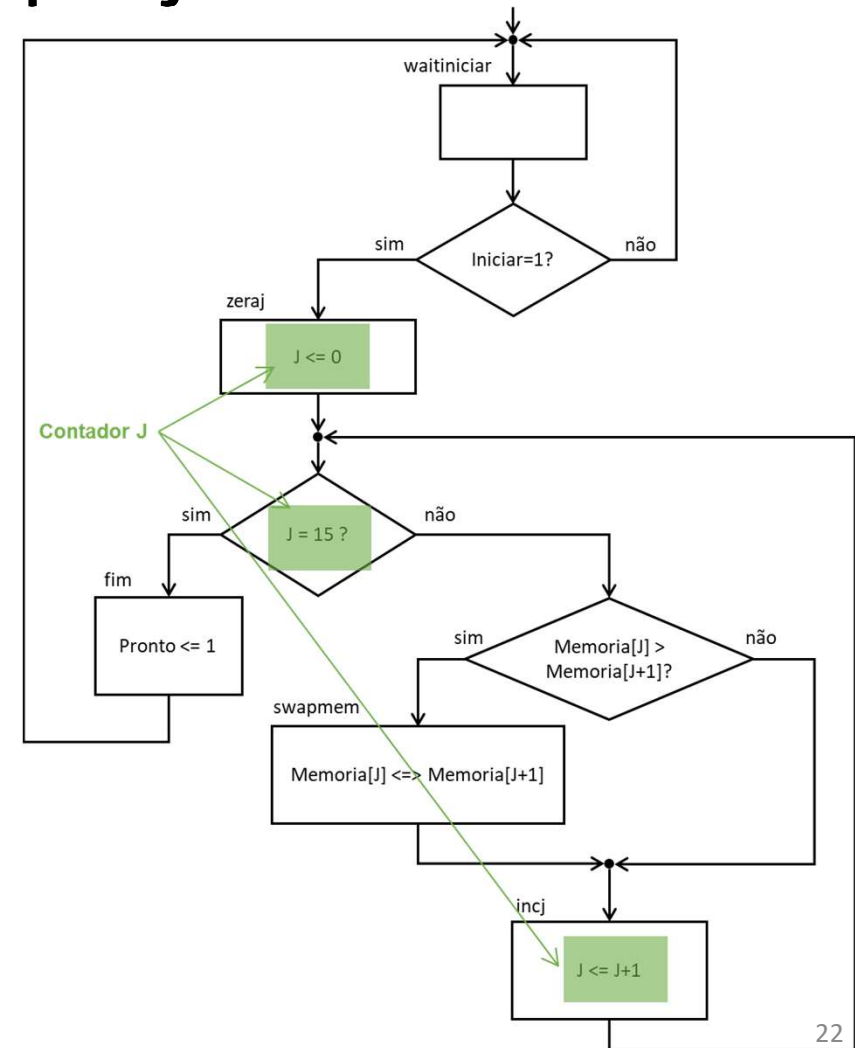 waitiniciar
Iniciar=1?
sim
não
zeraj
J <= 0
Contador J
J = 15 ?
sim
não
fim
Pronto <= 1
Memoria[J] >
Memoria[J+1]?
sim
não
swapmem
Memoria[J] <=> Memoria[J+1]
incj
J <= J+1
22